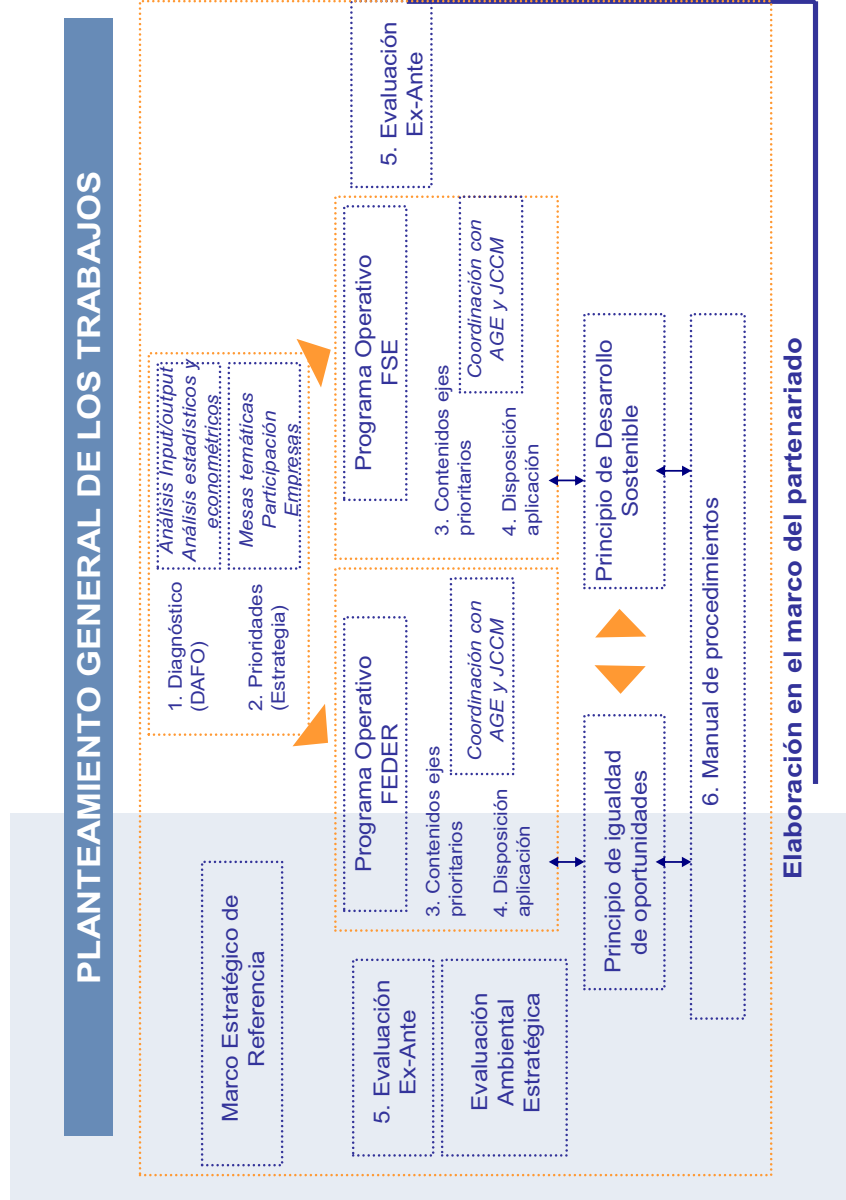 PLANTEAMIENTO GENERAL DE LOS TRABAJOS
Marco Estratégico de
Referencia
1. Diagnóstico
(DAFO)
Análisis Input/output
Análisis estadísticos y
econométricos
2. Prioridades
(Estrategia)
Mesas temáticas
Participación
Empresas
5. Evaluación
Ex-Ante
Evaluación
Ambiental
Estratégica
Programa Operativo
FEDER
3. Contenidos ejes
prioritarios
4. Disposición
aplicación
Coordinación con
AGE y JCCM
Programa Operativo
FSE
3. Contenidos ejes
prioritarios
4. Disposición
aplicación
Coordinación con
AGE y JCCM
5. Evaluación
Ex-Ante
Principio de igualdad
de oportunidades
Principio de Desarrollo
Sostenible
6. Manual de procedimientos
Elaboración en el marco del partenariado